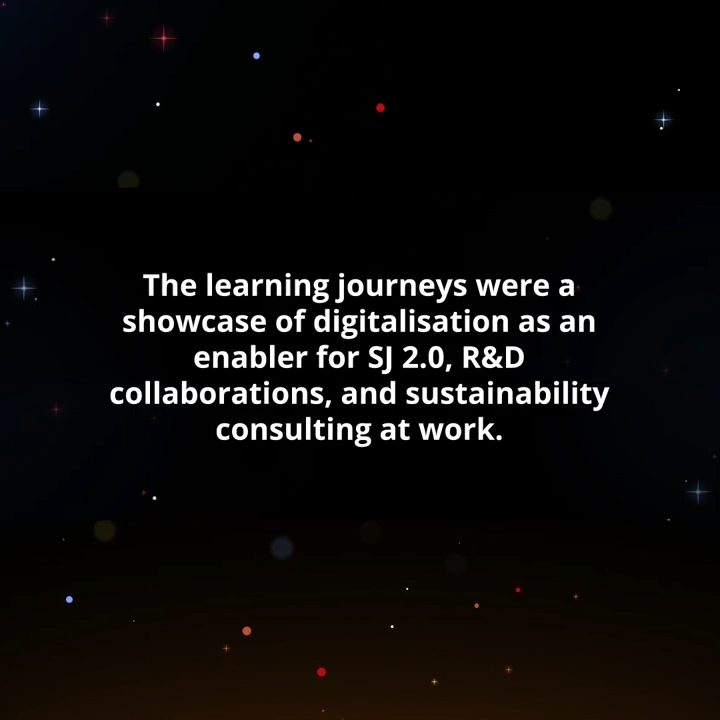 The learning journeys were a
showcase of digitalisation as an
enabler for SJ 2.0, R&D
collaborations, and sustainability
consulting at work.